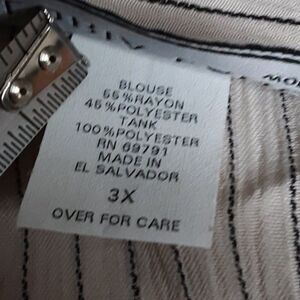 BLOUSE
55% RAYON
45% POLYESTER
TANK
100% POLYESTER
RN 69791
MADE IN
EL SALVADOR
3X
OVER FOR CARE